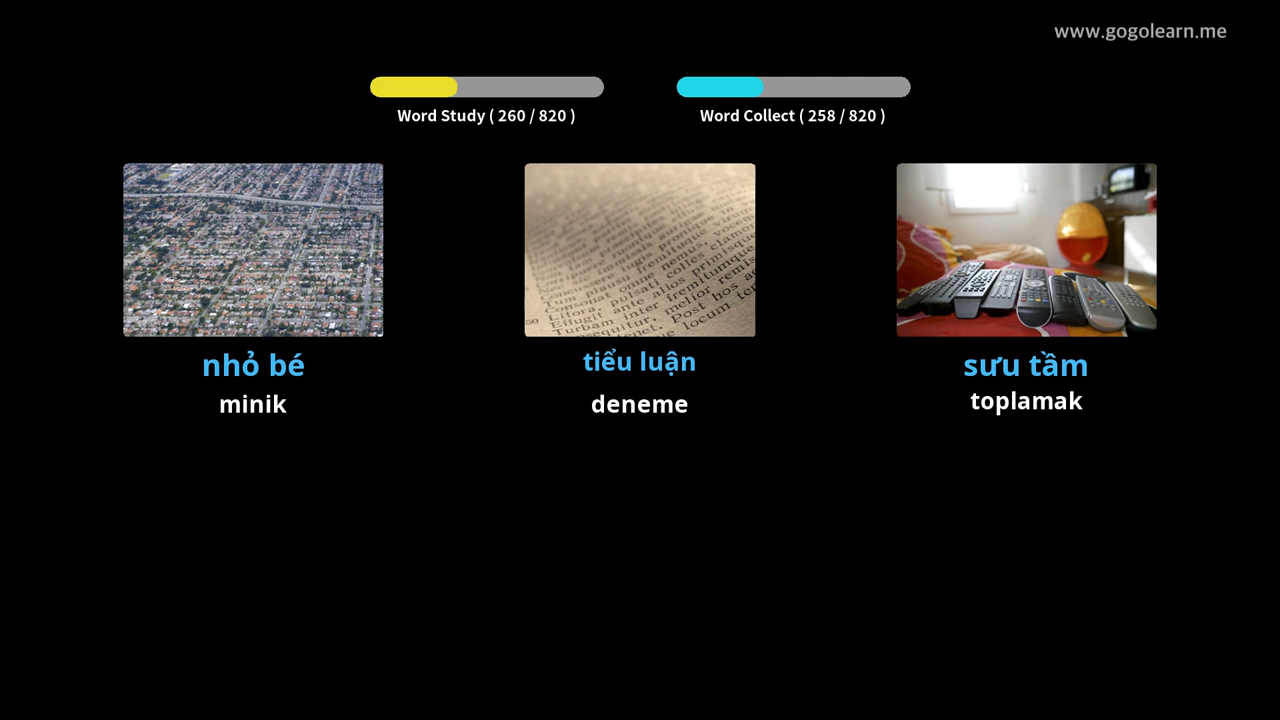 www.gogolearn.me
Word Study ( 260 / 820 )
Word Collect ( 258 / 820 )
nhỏ bé
minik
tiểu luận
deneme
sưu tầm
toplamak